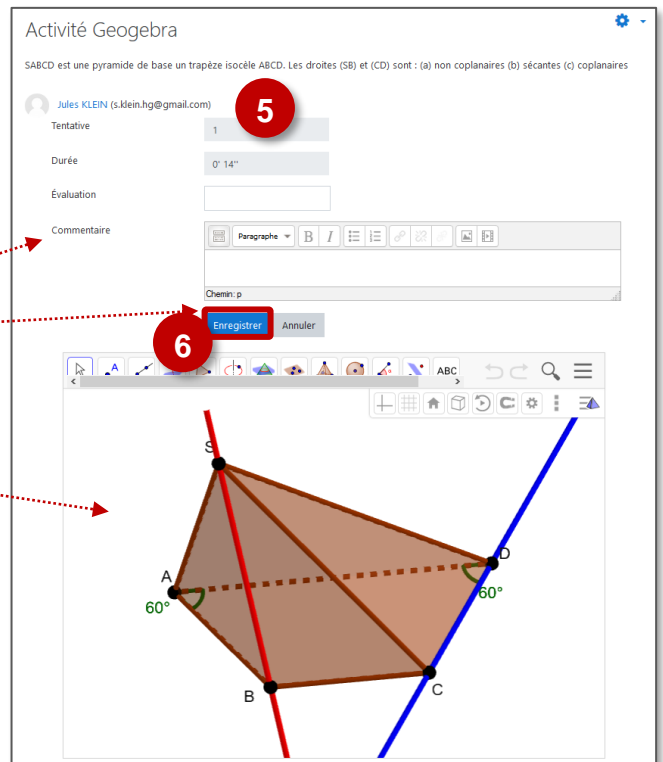 Activité Geogebra
SABCD est une pyramide de base un trapèze isocèle ABCD. Les droites (SB) et (CD) sont : (a) non coplanaires (b) sécantes (c) coplanaires
Jules KLEIN (s.klein.hg@gmail.com)
5
Tentative
1
Durée
0' 14''
Évaluation
Commentaire
Paragraphe B I
Chemin: p
Enregistrer Annuler
6
A ABC
S
D
A
60°
60°
B
C